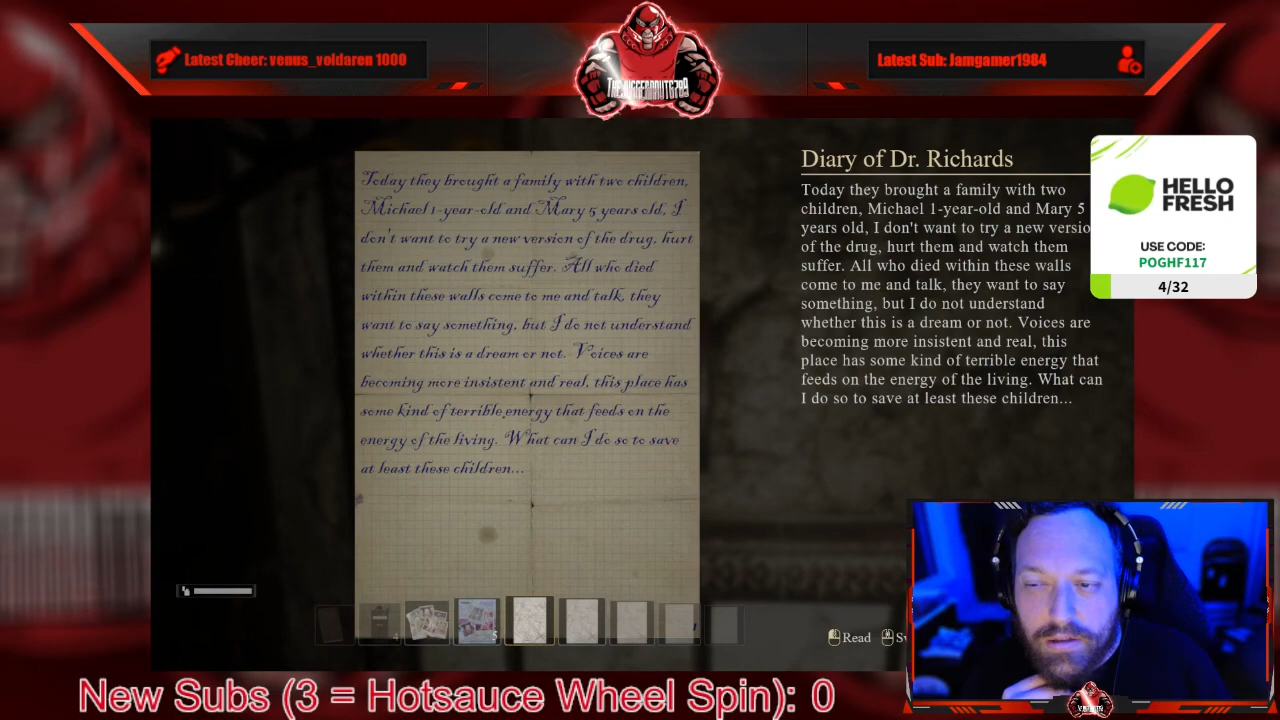 Latest Cheer: venus_voldaren 1000
Latest Sub: Jamgamer1984
Today they brought a family with two children,
Michael 1-year-old and Mary 5 years old, I
don't want to try a new version of the drug, hurt
them and watch them suffer. All who died
within these walls come to me and talk, they
want to say something, but I do not understand
whether this is a dream or not. Voices are
becoming more insistent and real, this place has
some kind of terrible energy that feeds on the
energy of the living. What can I do so to save
at least these children...
Diary of Dr. Richards
Today they brought a family with two
children, Michael 1-year-old and Mary 5
years old, I don't want to try a new versio
of the drug, hurt them and watch them
suffer. All who died within these walls
come to me and talk, they want to say
something, but I do not understand
whether this is a dream or not. Voices are
becoming more insistent and real, this
place has some kind of terrible energy that
feeds on the energy of the living. What can
I do so to save at least these children...
HELLO
FRESH
USE CODE:
POGHF117
4/32
4
5
Read
New Subs (3 = Hotsauce Wheel Spin): 0